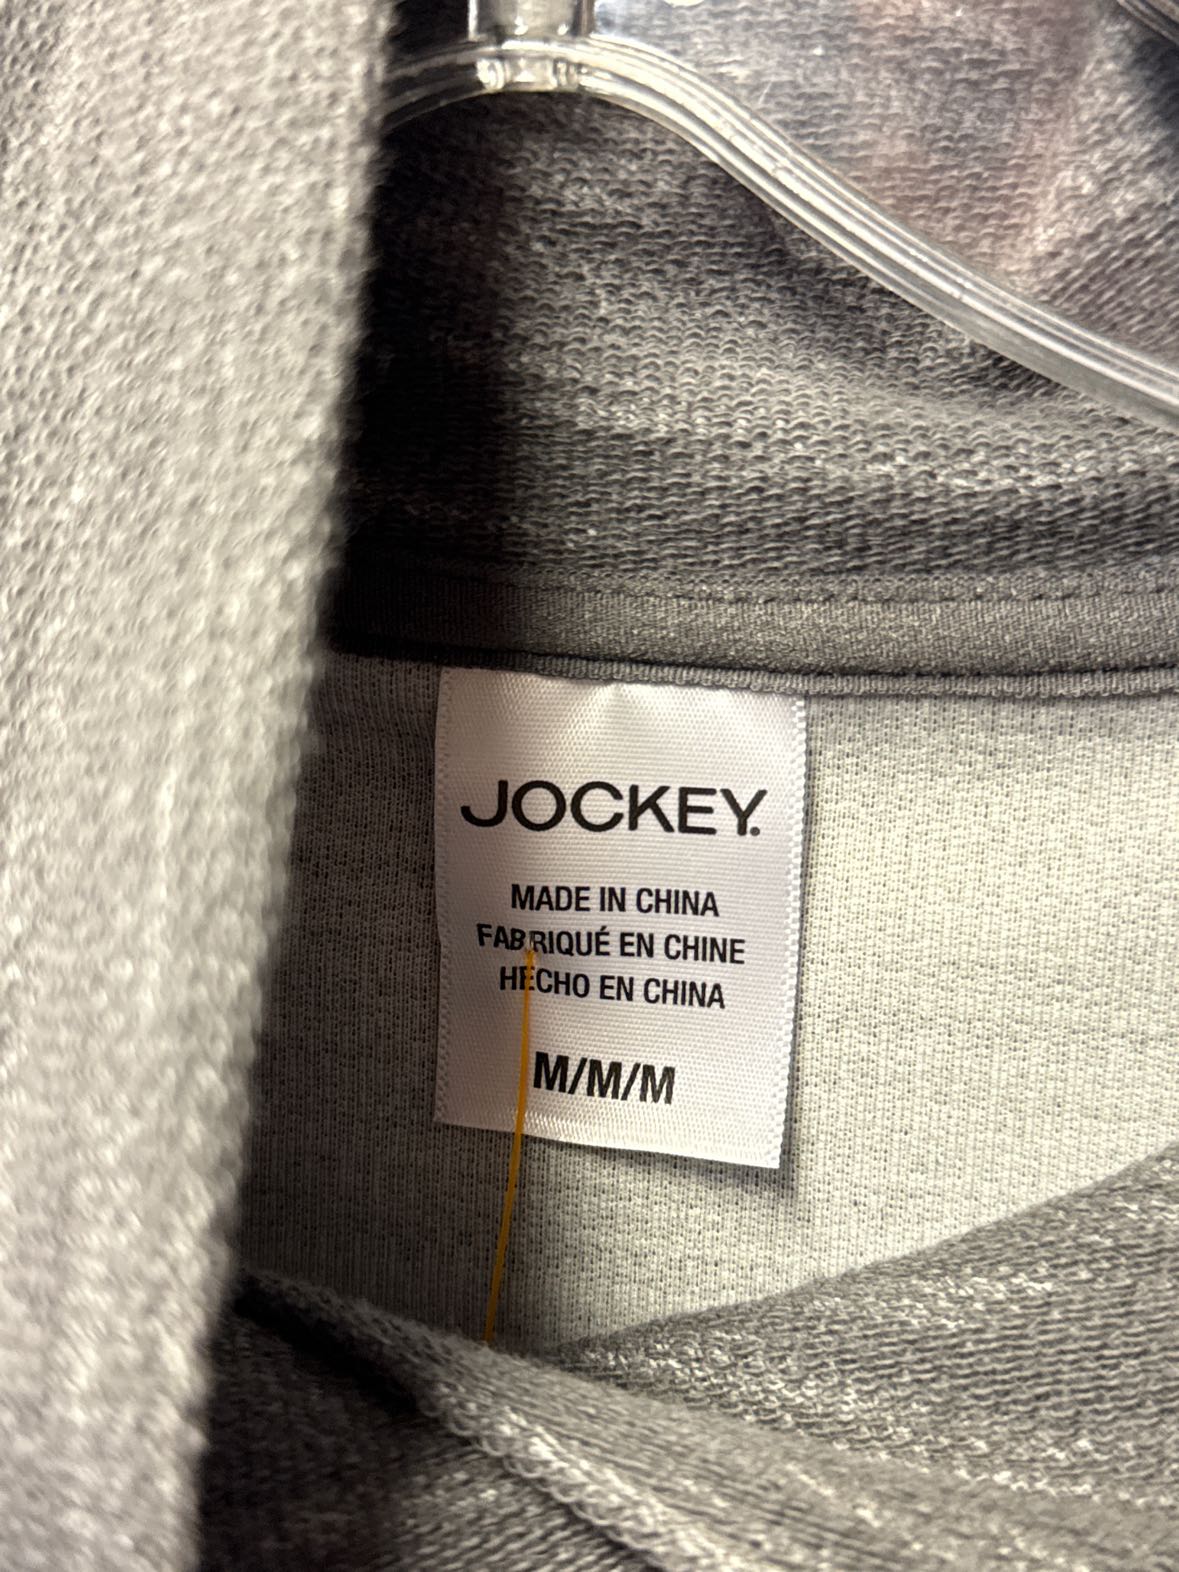 JOCKEY.
MADE IN CHINA
FABRIQUÉ EN CHINE
HECHO EN CHINA
M/M/M